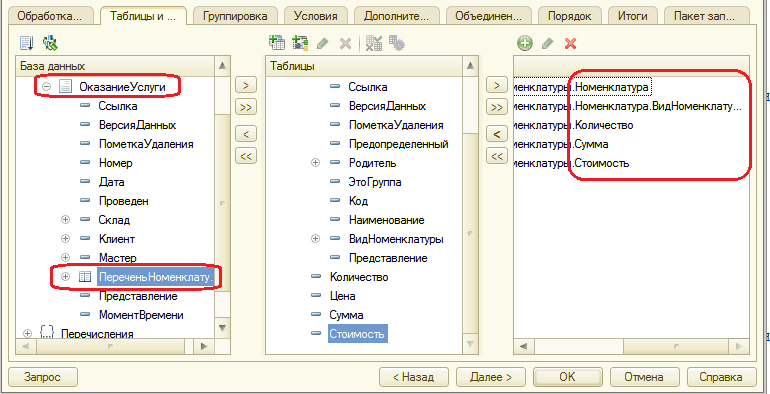 Обработка...
Таблицы и ...
Группировка
Условия
Дополните...
Объединен...
Порядок
Итоги
Пакет зап...
База данных
ОказаниеУслуги
Ссылка
ВерсияДанных
ПометкаУдаления
Номер
Дата
Проведен
Склад
Клиент
Мастер
ПереченьНоменклату.
Представление
МоментВремени
Перечисления
>
>>
<
<<
Таблицы
Ссылка
ВерсияДанных
ПометкаУдаления
Предопределенный
Родитель
ЭтоГруппа
Код
Наименование
ВидНоменклатуры
Представление
Количество
Цена
Сумма
Стоимость
>
>>
<
<<
менклатуры.Номенклатура
менклатуры.Номенклатура.ВидНоменклату...
менклатуры.Количество
менклатуры.Сумма
менклатуры.Стоимость
Запрос
< Назад
Далее >
OK
Отмена
Справка